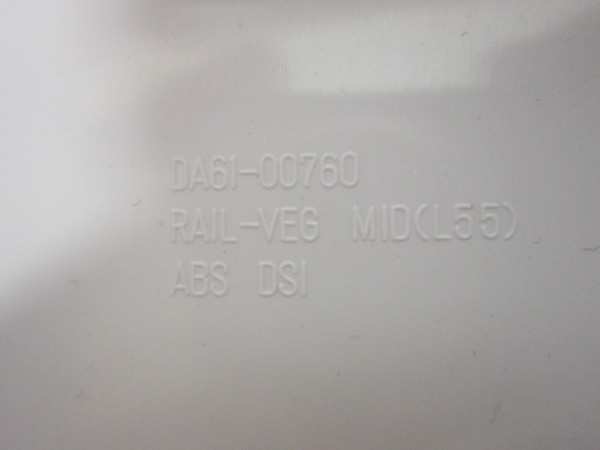 DA61-00760
RAIL-VEG MID(L55)
ABS DSI